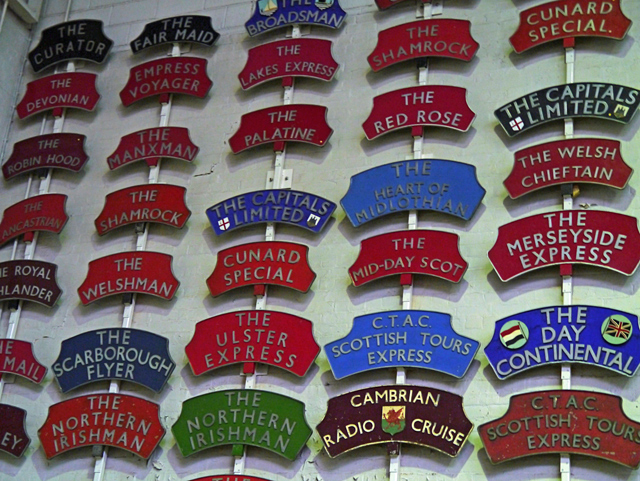 THE
CURATOR
THE
DEVONIAN
THE
ROBIN HOOD
THE
THE ROYAL
THE
FAIR MAID
EMPRESS
VOYAGER
THE
MANXMAN
THE
SHAMROCK
THE
WELSHMAN
THE
SCARBOROUGH
FLYER
THE
NORTHERN
IRISHMAN
THE
BROADSMAN
THE
LAKES EXPRESS
THE
PALATINE
THE CAPITALS
LIMITED
CUNARD
SPECIAL
THE
ULSTER
EXPRESS
THE
NORTHERN
IRISHMAN
RADIO CAR
THE
SHAMROCK
THE
RED ROSE
THE
HEART OF
MIDLOTHIAN
THE
MID-DAY SCOT
C.T.A.C.
SCOTTISH TOURS
EXPRESS
CAMBRIAN
RADIO CRUISE
CUNARD
SPECIAL.
THE CAPITALS
LIMITED
THE WELSH
CHIEFTAIN
THE
MERSEYSIDE
EXPRESS
THE
DAY
CONTINENTAL
C.T.A.C.
SCOTTISH TOURS
EXPRESS